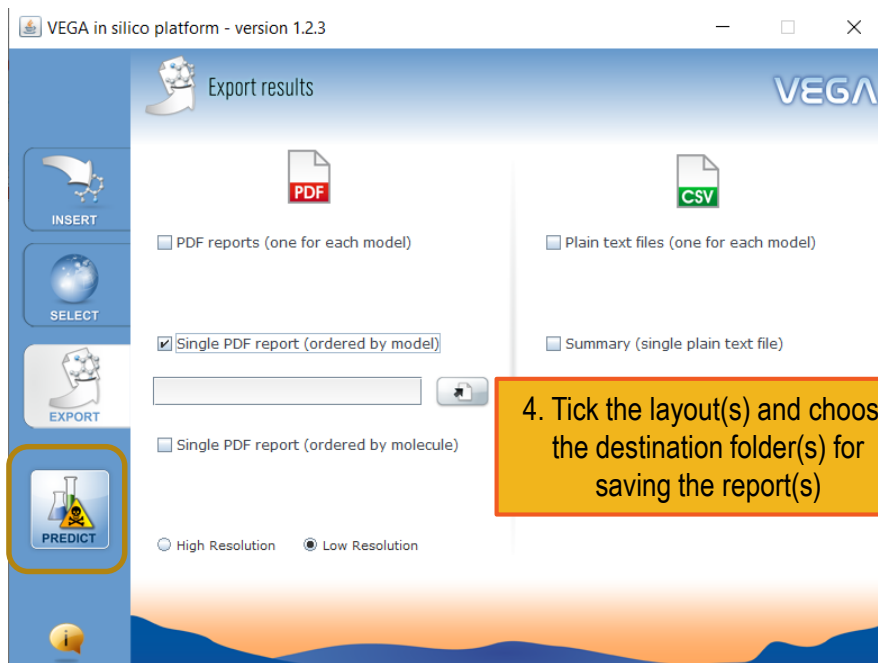 VEGA in silico platform - version 1.2.3
Export results
VEGA
INSERT
SELECT
EXPORT
PREDICT
PDF
PDF reports (one for each model)
Single PDF report (ordered by model)
Single PDF report (ordered by molecule)
High Resolution Low Resolution
CSV
Plain text files (one for each model)
Summary (single plain text file)
4. Tick the layout(s) and choos
the destination folder(s) for
saving the report(s)
i